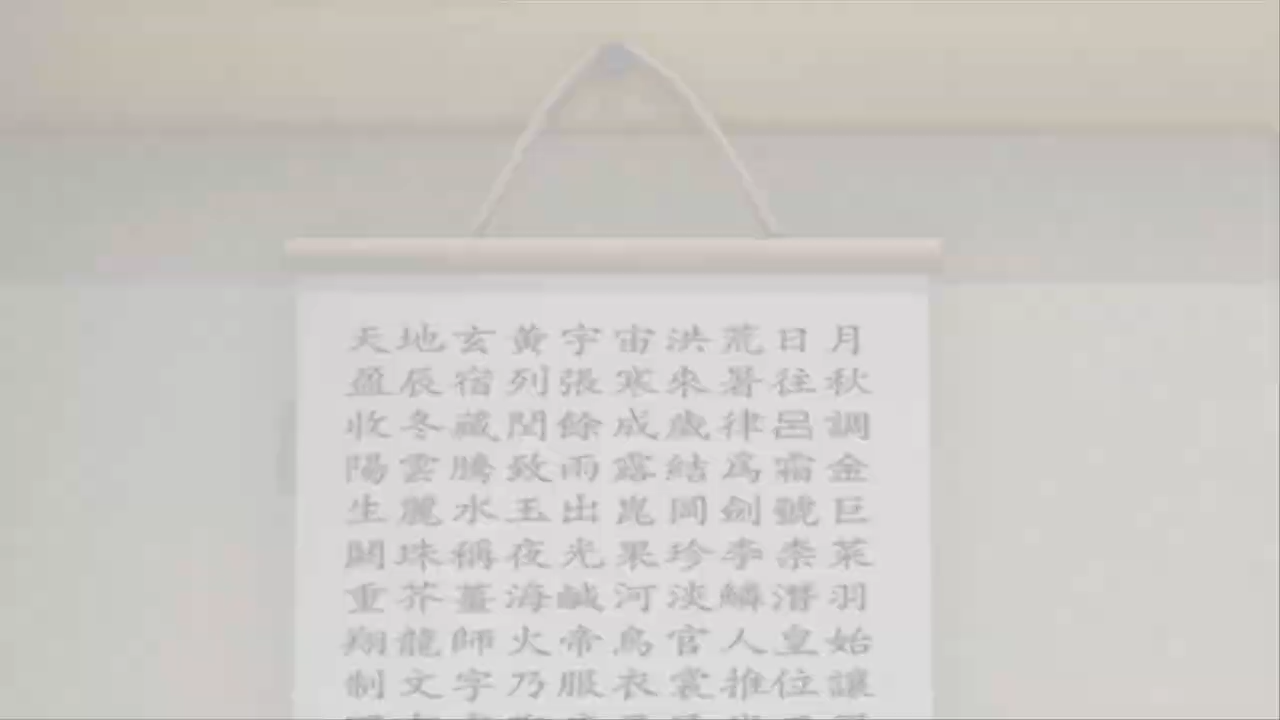 天地玄黃宇宙洪荒日月
盈辰宿列張寒來暑往秋
收冬藏閏餘成歲律呂調
陽雲騰致雨露結爲霜金
生麗水玉出崑岡劍號巨
闕珠稱夜光果珍李柰菜
重芥薑海鹹河淡鱗潛羽
翔龍師火帝鳥官人皇始
制文字乃服衣裳推位讓